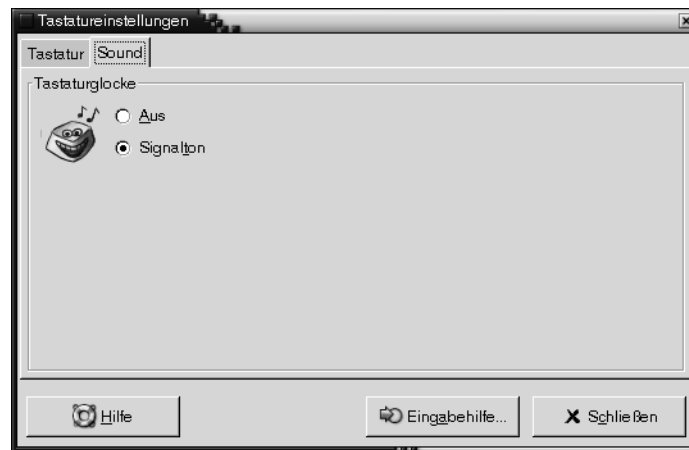 Tastatureinstellungen
Tastatur Sound
Tastaturglocke
Aus
Signalton
Hilfe Eingabehilfe... Schließen